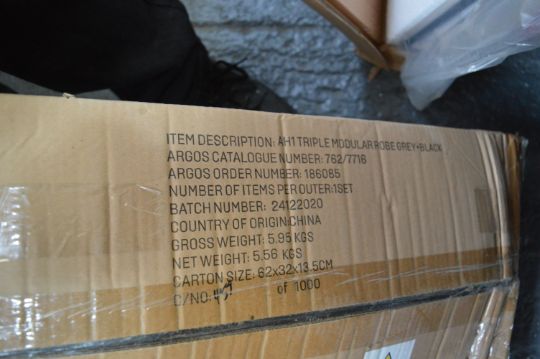 ITEM DESCRIPTION: AH1 TRIPLE MODULAR ROBE GREY+BLACK
ARGOS CATALOGUE NUMBER: 762/7716
ARGOS ORDER NUMBER: 186085
NUMBER OF ITEMS PER OUTER:1SET
BATCH NUMBER: 24122020
COUNTRY OF ORIGIN:CHINA
GROSS WEIGHT: 5.95 KGS
NET WEIGHT: 5.56 KGS
CARTON SIZE: 62x32x13.5CM
C/NO: of 1000